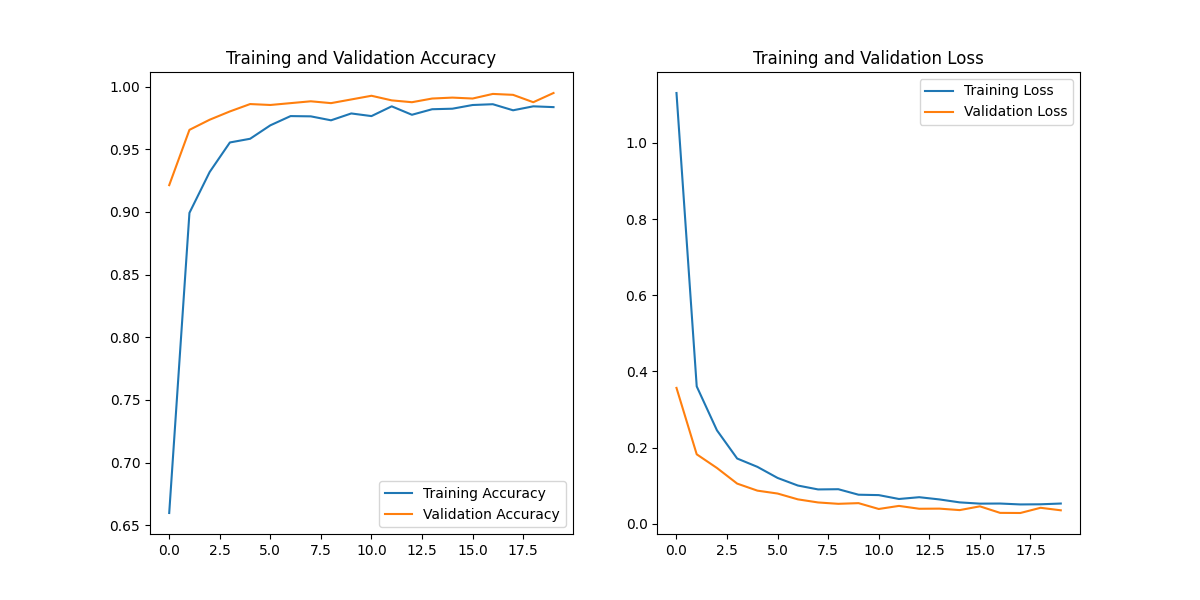 Training and Validation Accuracy
1.00
0.95
0.90
0.85
0.80
0.75
0.70
0.65
0.0 2.5 5.0 7.5 10.0 12.5 15.0 17.5
Training Accuracy
Validation Accuracy
Training and Validation Loss
Training Loss
Validation Loss
1.0
0.8
0.6
0.4
0.2
0.0
0.0 2.5 5.0 7.5 10.0 12.5 15.0 17.5